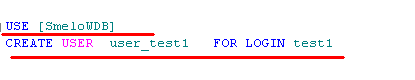 USE [SmeloWDB]
CREATE USER user_test1 FOR LOGIN test1